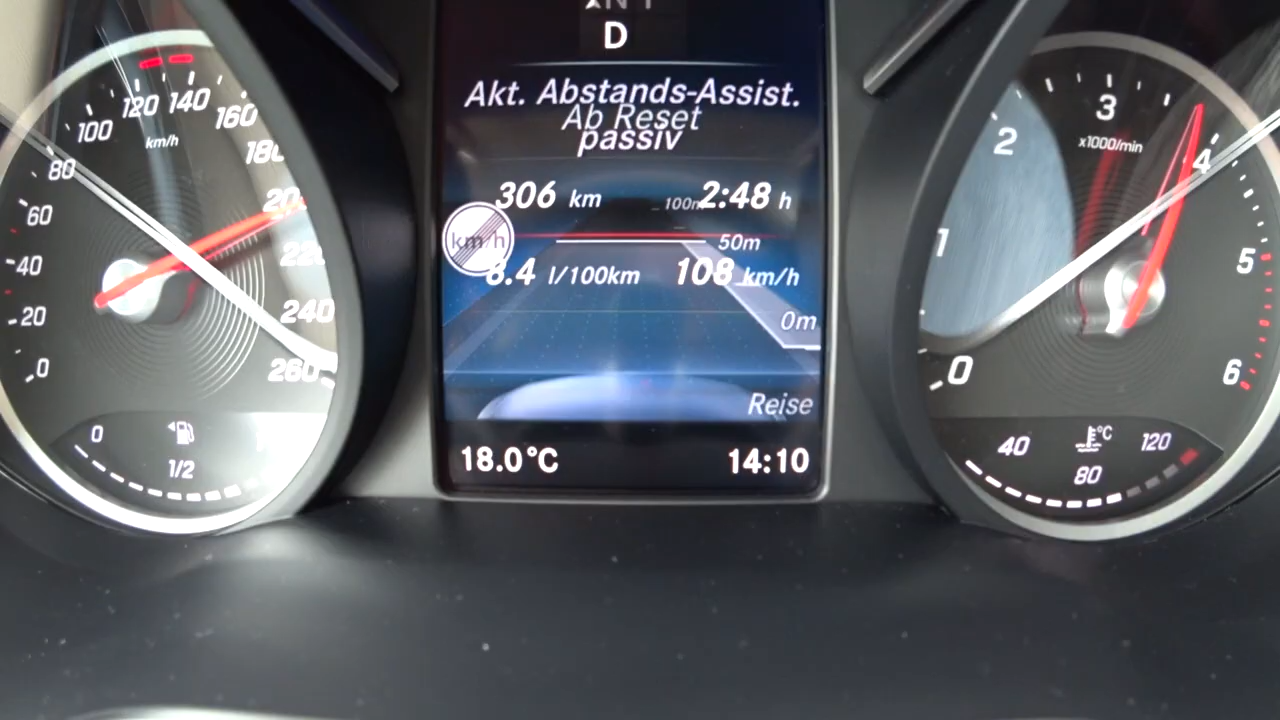 D
Akt. Abstands-Assist.
Ab Reset
passiv
306 km 2:48 h
100m
50m
km/h
8.4 l/100km 108 km/h
0m
Reise
18.0°C 14:10
0
20
40
60
80
100
120
140
160
180
20
220
240
260
km/h
0 1/2
0
1
2
3
4
5
6
x1000/min
40 80 120
°C